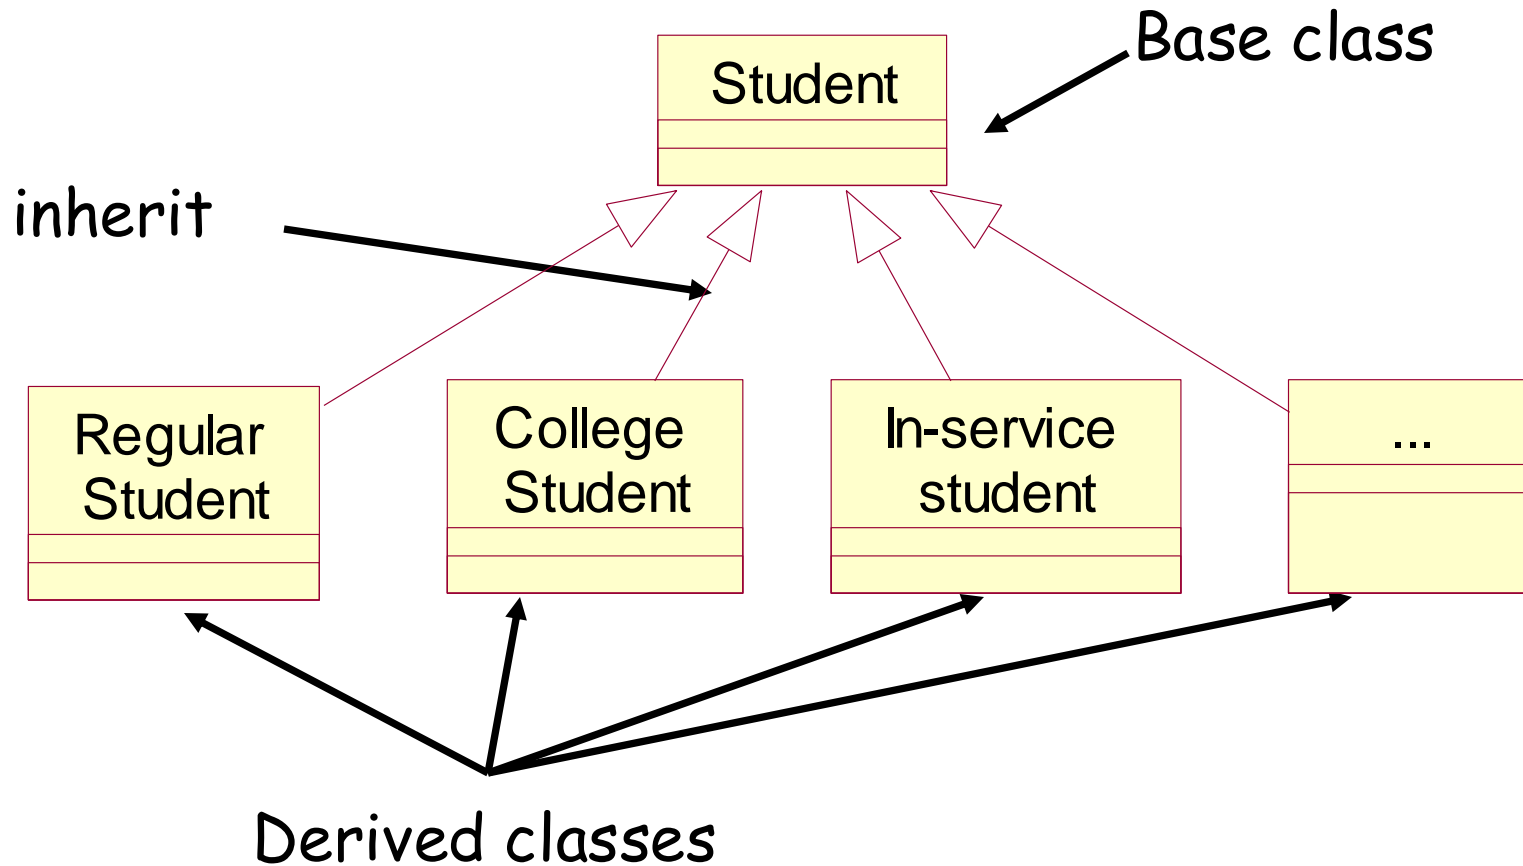 Base class
Student
inherit
Regular
Student
College
Student
In-service
student
...
Derived classes